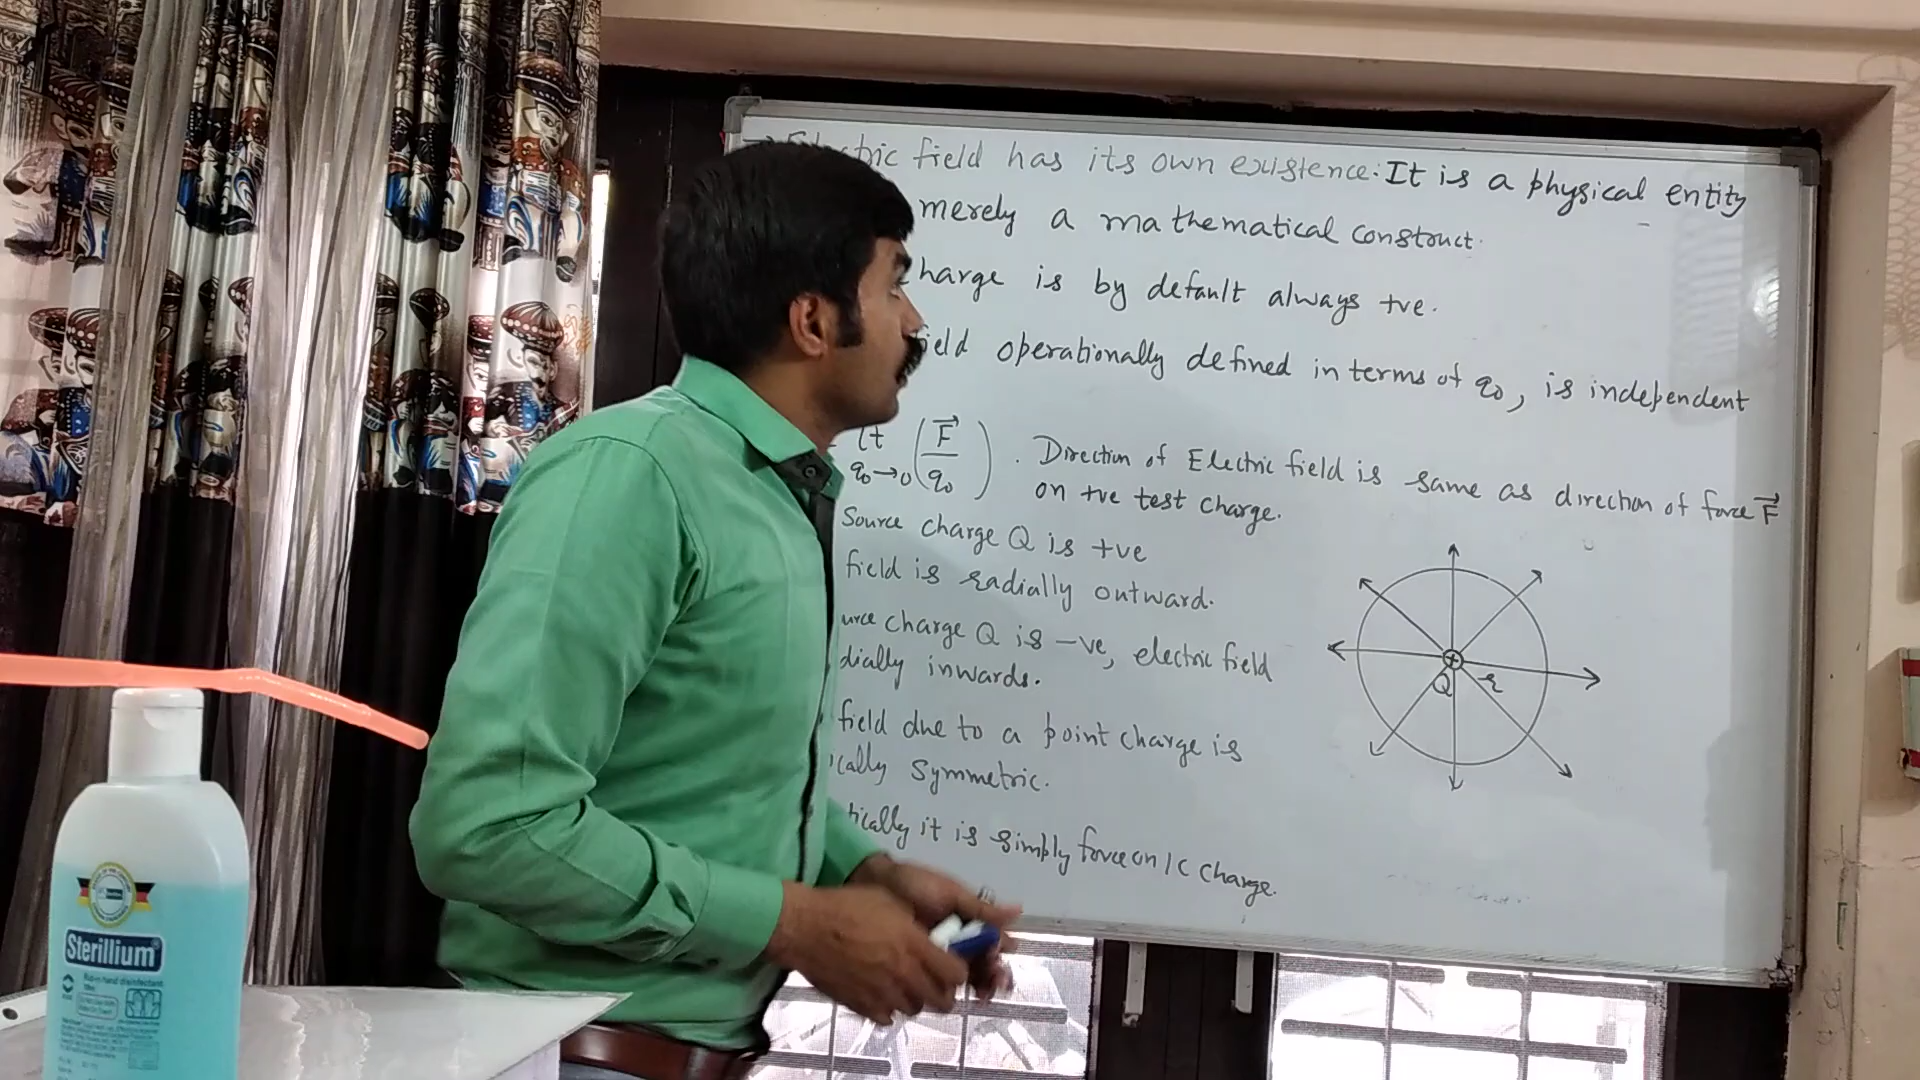 Electric field has its own existence. It is a physical entity
merely a mathematical construct.
harge is by default always +ve.
ield operationally defined in terms of q0, is independent
lt
q0→0 (F⃗/q0). Direction of Electric field is same as direction of force F⃗
on +ve test charge.
Source charge Q is +ve
field is radially outward.
urce charge Q is -ve, electric field
dially inwards.
field due to a point charge is
ically symmetric.
tically it is simply force on 1C charge.
+
Q r
Sterillium